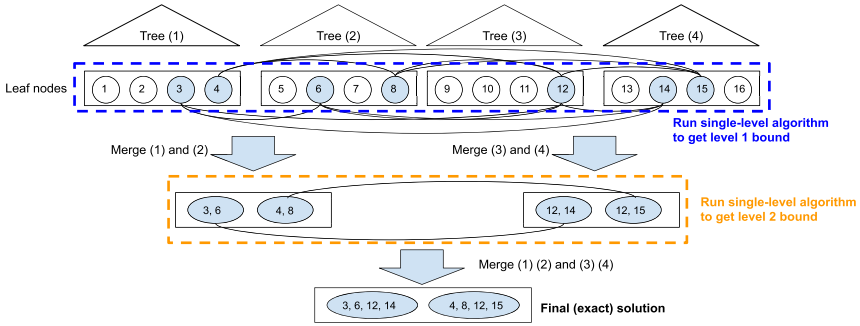 Tree (1) Tree (2) Tree (3) Tree (4)
Leaf nodes 1 2 3 4 5 6 7 8 9 10 11 12 13 14 15 16
Run single-level algorithm
to get level 1 bound
Merge (1) and (2) Merge (3) and (4)
3, 6 4, 8 12, 14 12, 15
Run single-level algorithm
to get level 2 bound
Merge (1) (2) and (3) (4)
3, 6, 12, 14 4, 8, 12, 15 Final (exact) solution